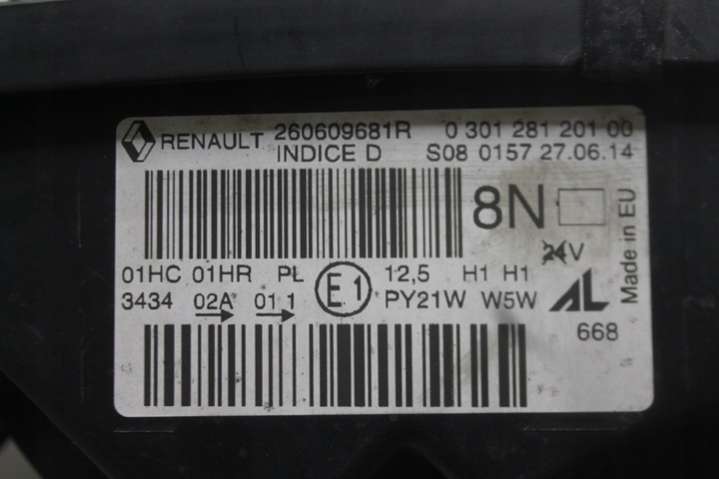 RENAULT 260609681R 0 301 281 201 00
INDICE D S08 0157 27.06.14
8N
24V
Made in EU
01HC 01HR PL E1 12,5 H1 H1
3434 02A 01 1 PY21W W5W AL
668